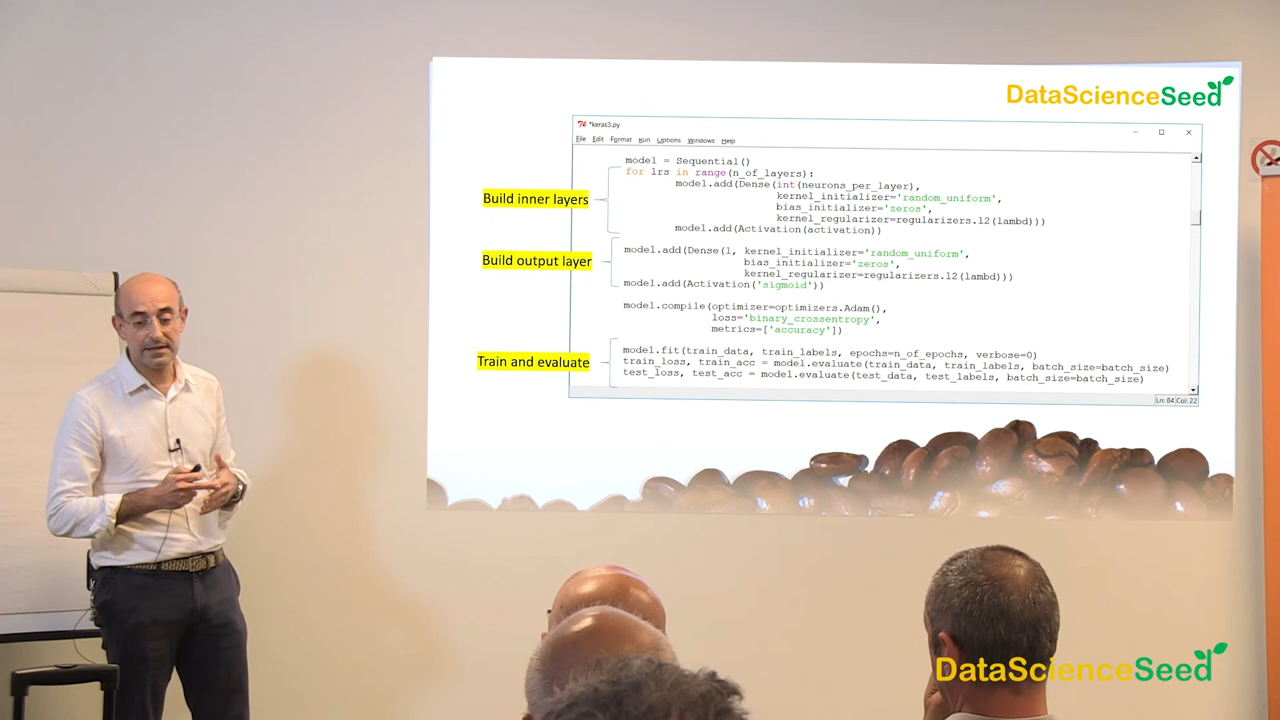 DataScienceSeed
*keras3.py
File Edit Format Run Options Windows Help
model = Sequential()
for lrs in range(n_of_layers):
model.add(Dense(int(neurons_per_layer),
kernel_initializer='random_uniform',
bias_initializer='zeros',
kernel_regularizer=regularizers.l2(lambd)))
model.add(Activation(activation))
Build inner layers
model.add(Dense(1, kernel_initializer='random_uniform',
bias_initializer='zeros',
kernel_regularizer=regularizers.l2(lambd)))
model.add(Activation('sigmoid'))
Build output layer
model.compile(optimizer=optimizers.Adam(),
loss='binary_crossentropy',
metrics=['accuracy'])
model.fit(train_data, train_labels, epochs=n_of_epochs, verbose=0)
train_loss, train_acc = model.evaluate(train_data, train_labels, batch_size=batch_size)
test_loss, test_acc = model.evaluate(test_data, test_labels, batch_size=batch_size)
Train and evaluate
Ln: 84 Col: 22
DataScienceSeed